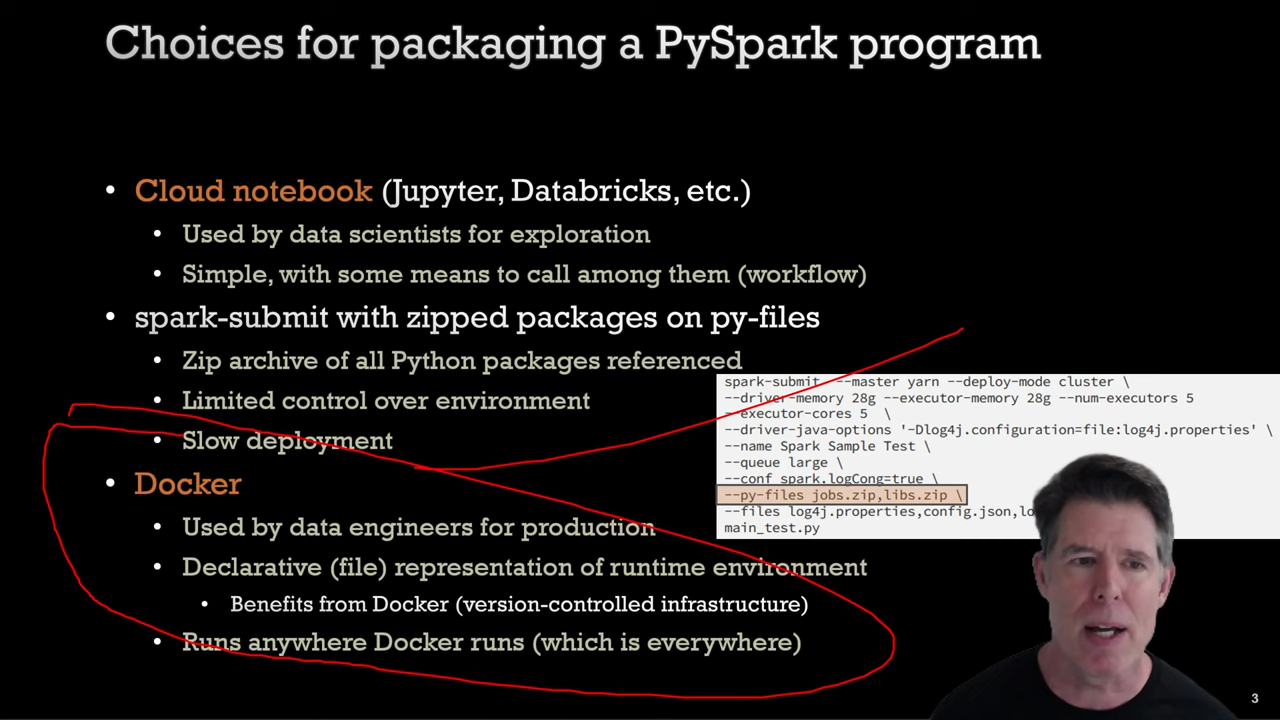 Choices for packaging a PySpark program
• Cloud notebook (Jupyter, Databricks, etc.)
• Used by data scientists for exploration
• Simple, with some means to call among them (workflow)
• spark-submit with zipped packages on py-files
• Zip archive of all Python packages referenced
• Limited control over environment
• Slow deployment
• Docker
• Used by data engineers for production
• Declarative (file) representation of runtime environment
• Benefits from Docker (version-controlled infrastructure)
• Runs anywhere Docker runs (which is everywhere)
spark-submit --master yarn --deploy-mode cluster \
--driver-memory 28g --executor-memory 28g --num-executors 5
--executor-cores 5 \
--driver-java-options '-Dlog4j.configuration=file:log4j.properties' \
--name Spark Sample Test \
--queue large \
--conf spark.logCong=true \
--py-files jobs.zip,libs.zip \
--files log4j.properties,config.json,lo
main_test.py
3